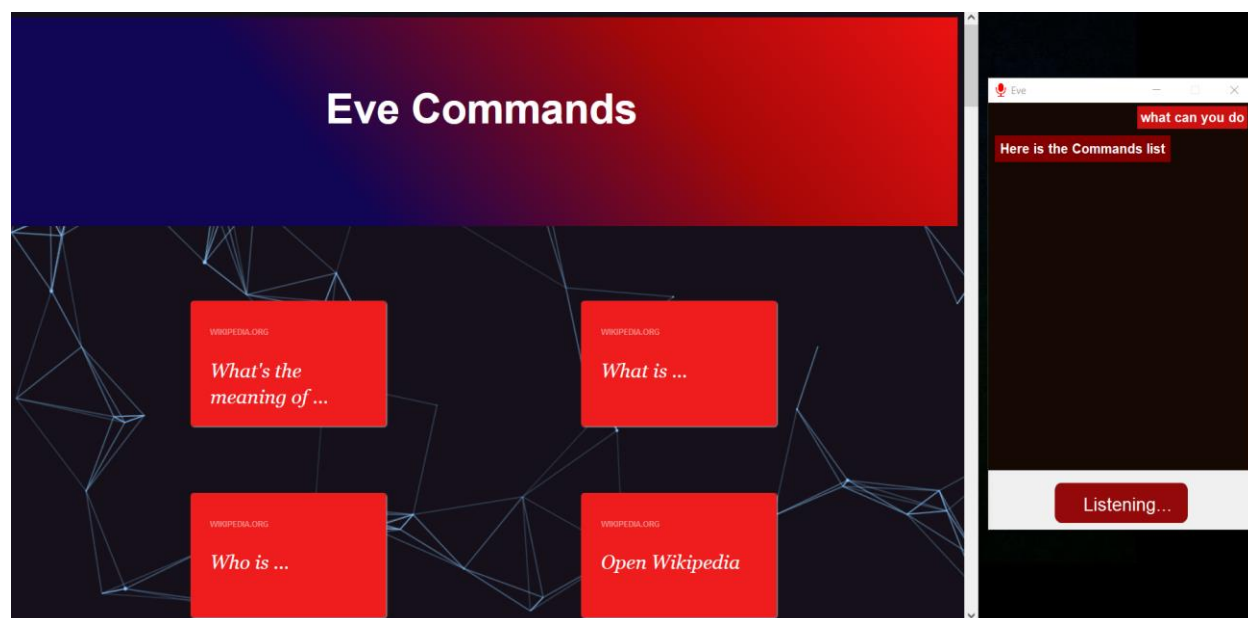 Eve Commands
WIKIPEDIA.ORG
What's the
meaning of ...
WIKIPEDIA.ORG
What is ...
WIKIPEDIA.ORG
Who is ...
WIKIPEDIA.ORG
Open Wikipedia
Eve
what can you do
Here is the Commands list
Listening...